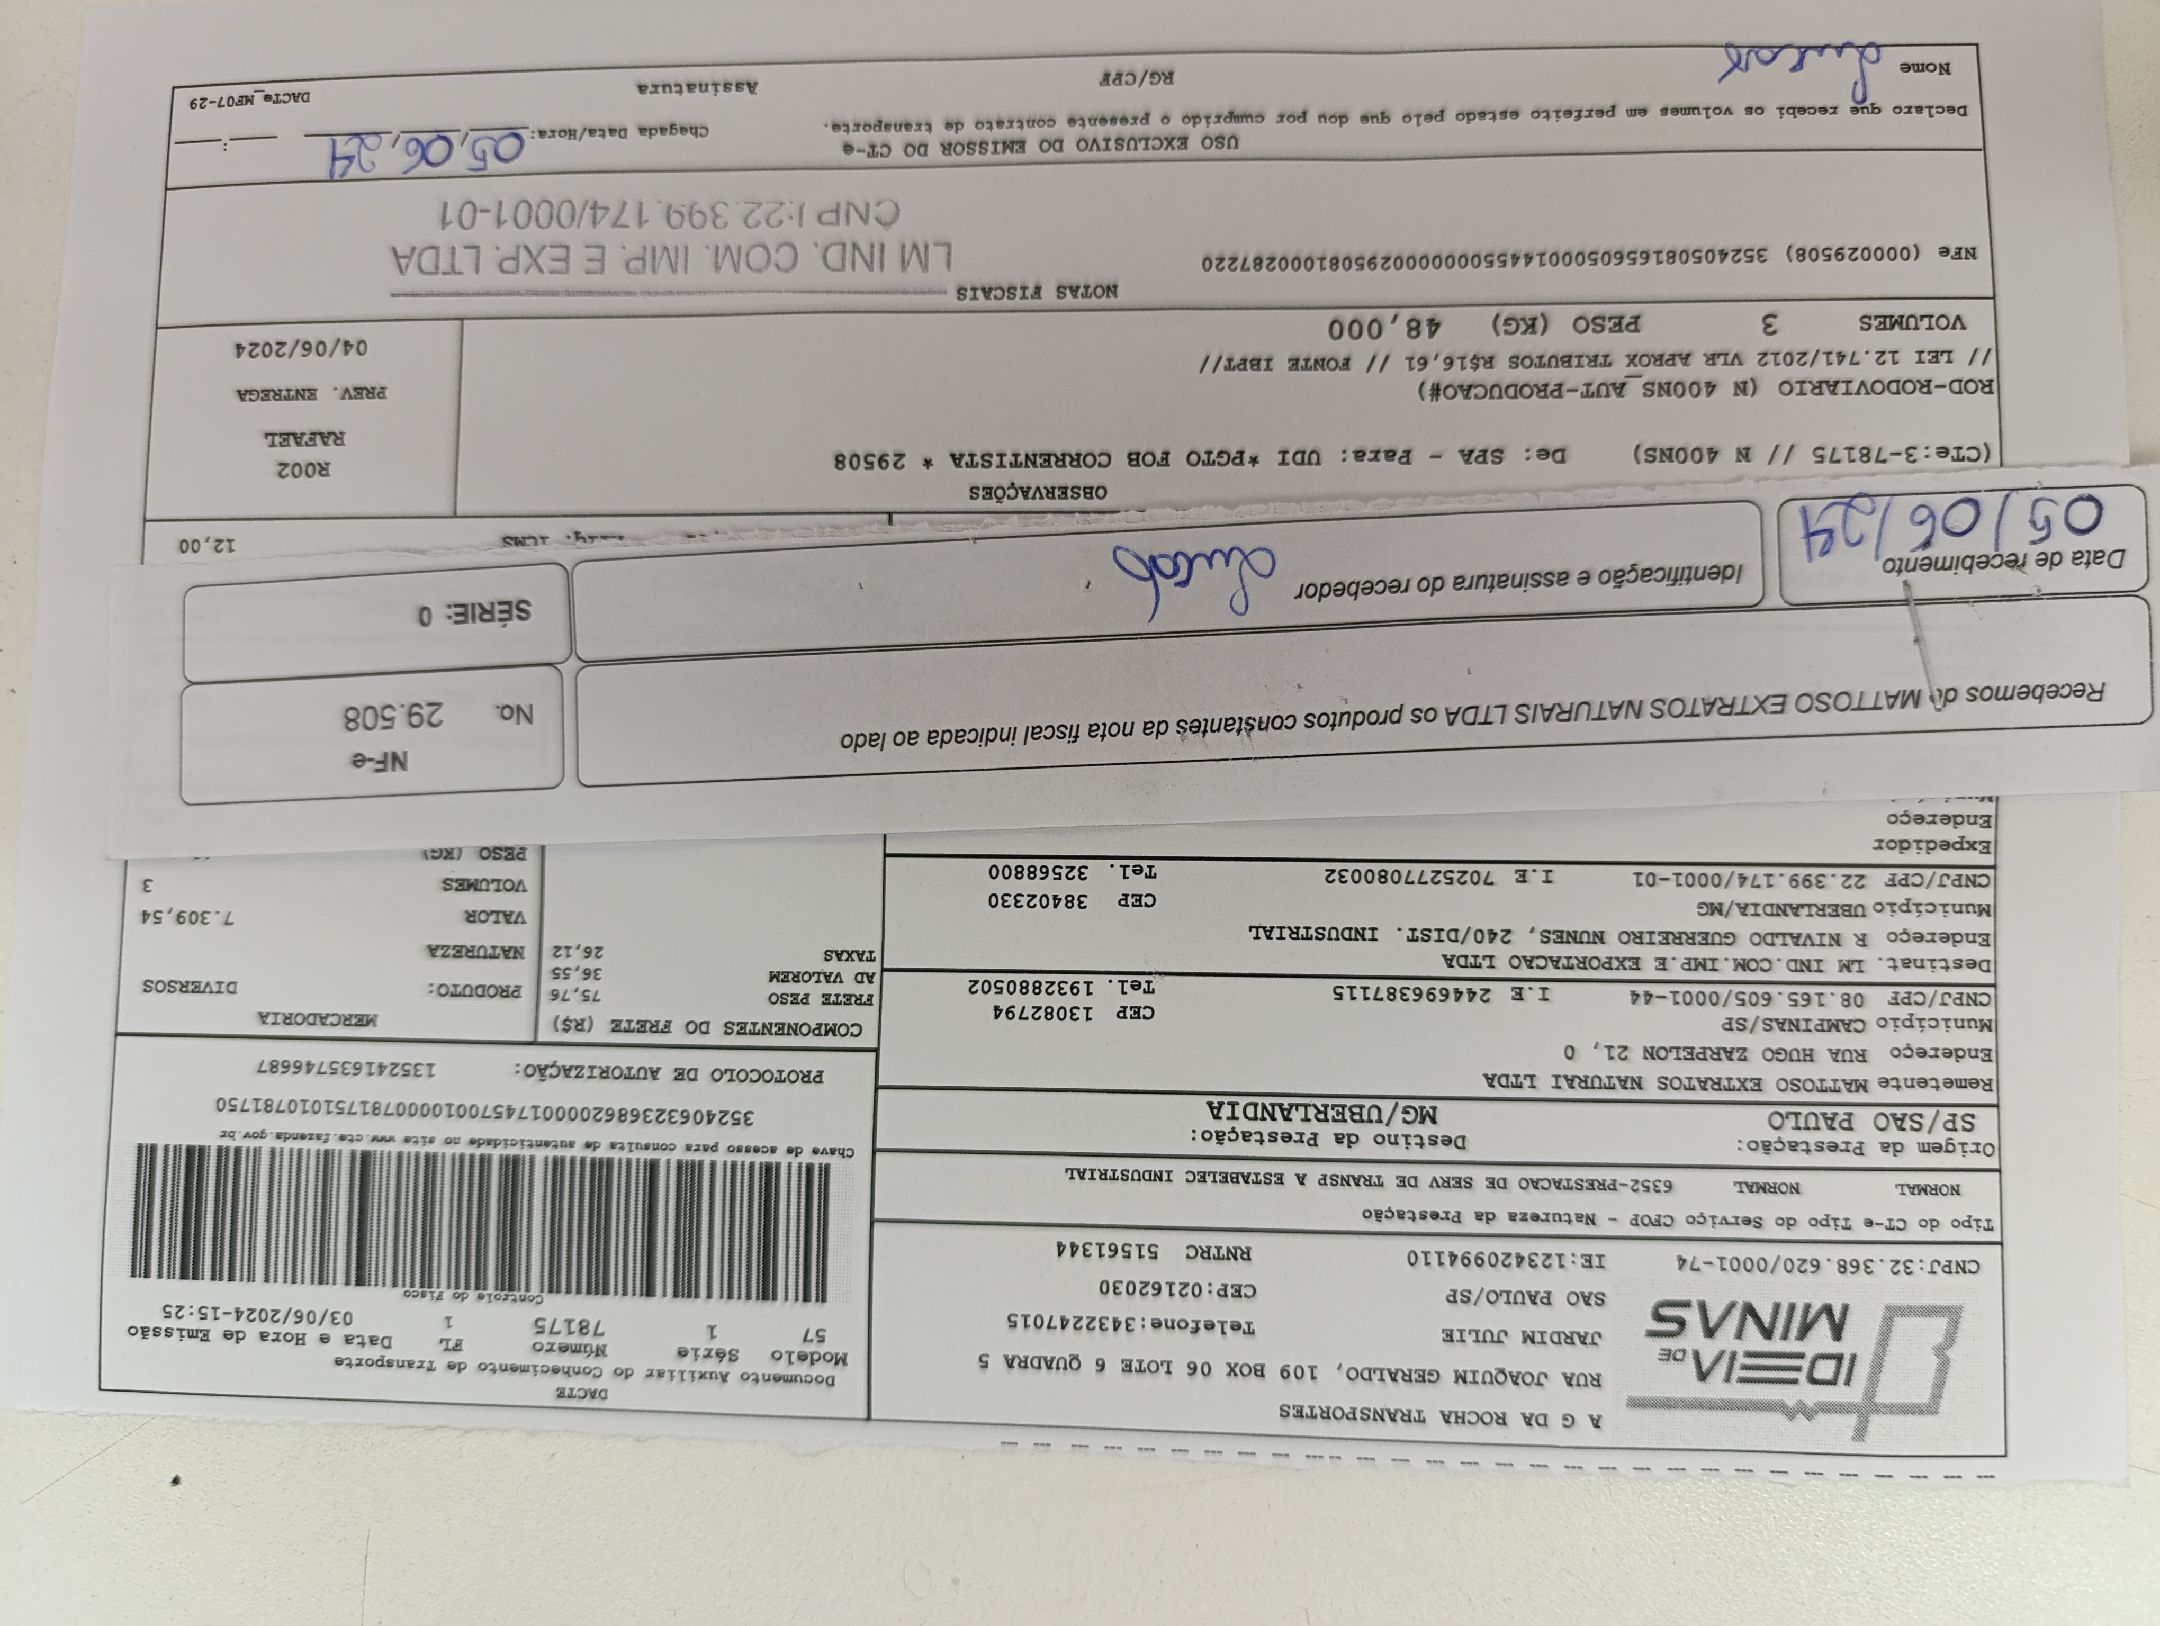 IDEIA DE
MINAS
A G DA ROCHA TRANSPORTES
RUA JOAQUIM GERALDO, 109 BOX 06 LOTE 6 QUADRA 5
JARDIM JULIE Telefone:3432247015
SAO PAULO/SP CEP:02162030
CNPJ:32.368.620/0001-74 IE:123420994110 RNTRC 51561344
DACTE
Documento Auxiliar do Conhecimento de Transporte
Modelo Série Número FL Data e Hora de Emissão
57 1 78175 1 03/06/2024-15:25
Controle do Fisco
Chave de acesso para consulta de autenticidade no site www.cte.fazenda.gov.br
35240632368620000174570010000781751010781750
PROTOCOLO DE AUTORIZAÇÃO: 135241635746687
Tipo do CT-e Tipo do Serviço CFOP - Natureza da Prestação
NORMAL NORMAL 6352-PRESTACAO DE SERV DE TRANSP A ESTABELEC INDUSTRIAL
Origem da Prestação: Destino da Prestação:
SP/SAO PAULO MG/UBERLANDIA
Remetente MATTOSO EXTRATOS NATURAI LTDA
Endereço RUA HUGO ZARPELON 21, 0
Município CAMPINAS/SP CEP 13082794
CNPJ/CPF 08.165.605/0001-44 I.E 244696387115 Tel. 1932880502
Destinat. LM IND.COM.IMP.E EXPORTACAO LTDA
Endereço R NIVALDO GUERREIRO NUNES, 240/DIST. INDUSTRIAL
Município UBERLANDIA/MG CEP 38402330
CNPJ/CPF 22.399.174/0001-01 I.E 7025277080032 Tel. 32568800
Expedidor
Endereço
COMPONENTES DO FRETE (R$)
FRETE PESO 75,76
AD VALOREM 36,55
TAXAS 26,12
MERCADORIA
PRODUTO: DIVERSOS
NATUREZA
VALOR 7.309,54
VOLUMES 3
PESO (KG)
Recebemos de MATTOSO EXTRATOS NATURAIS LTDA os produtos constantes da nota fiscal indicada ao lado
NF-e
No. 29.508
SÉRIE: 0
Data de recebimento
05/06/24
Identificação e assinatura do recebedor Lucas
ICMS 12,00
OBSERVAÇÕES
(CTe:3-78175 // N 400NS) De: SPA - Para: UDI *PGTO FOB CORRENTISTA * 29508
ROD-RODOVIARIO (N 400NS_AUT-PRODUCAO#)
// LEI 12.741/2012 VLR APROX TRIBUTOS R$16,61 // FONTE IBPT//
VOLUMES 3 PESO (KG) 48,000
R002
RAFAEL
PREV. ENTREGA
04/06/2024
NOTAS FISCAIS
NFe (000029508) 35240508165605000144550000000295081000287220
LM IND. COM. IMP. E EXP. LTDA
CNPJ:22.399.174/0001-01
USO EXCLUSIVO DO EMISSOR DO CT-e
Declaro que recebi os volumes em perfeito estado pelo que dou por cumprido o presente contrato de transporte.
Chegada Data/Hora: 05,06,24 :
Nome Lucas RG/CPF Assinatura
DACTe_MF07-29